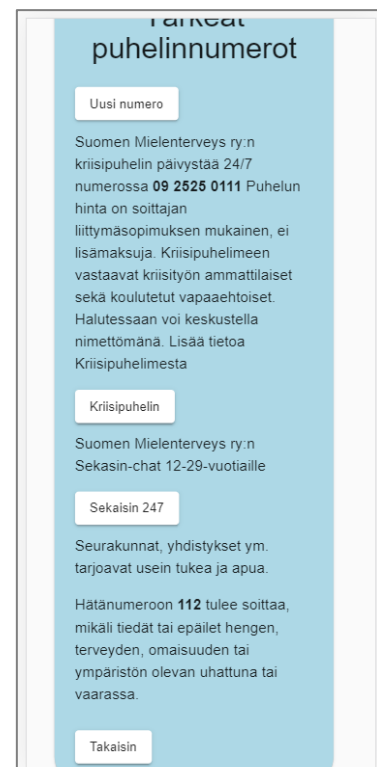 Tärkeät
puhelinnumerot
Uusi numero
Suomen Mielenterveys ry:n
kriisipuhelin päivystää 24/7
numerossa 09 2525 0111 Puhelun
hinta on soittajan
liittymäsopimuksen mukainen, ei
lisämaksuja. Kriisipuhelimeen
vastaavat kriisityön ammattilaiset
sekä koulutetut vapaaehtoiset.
Halutessaan voi keskustella
nimettömänä. Lisää tietoa
Kriisipuhelimesta
Kriisipuhelin
Suomen Mielenterveys ry:n
Sekasin-chat 12-29-vuotiaille
Sekaisin 247
Seurakunnat, yhdistykset ym.
tarjoavat usein tukea ja apua.
Hätänumeroon 112 tulee soittaa,
mikäli tiedät tai epäilet hengen,
terveyden, omaisuuden tai
ympäristön olevan uhattuna tai
vaarassa.
Takaisin